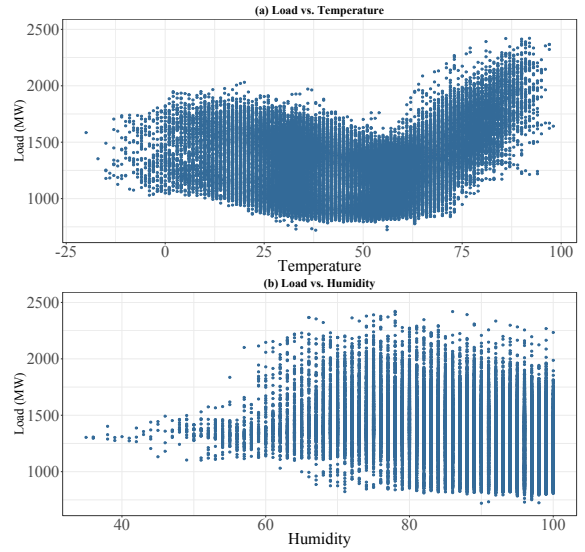 (a) Load vs. Temperature
Load (MW)
2500
2000
1500
1000
-25 0 25 50 75 100
Temperature
(b) Load vs. Humidity
Load (MW)
2500
2000
1500
1000
40 60 80 100
Humidity